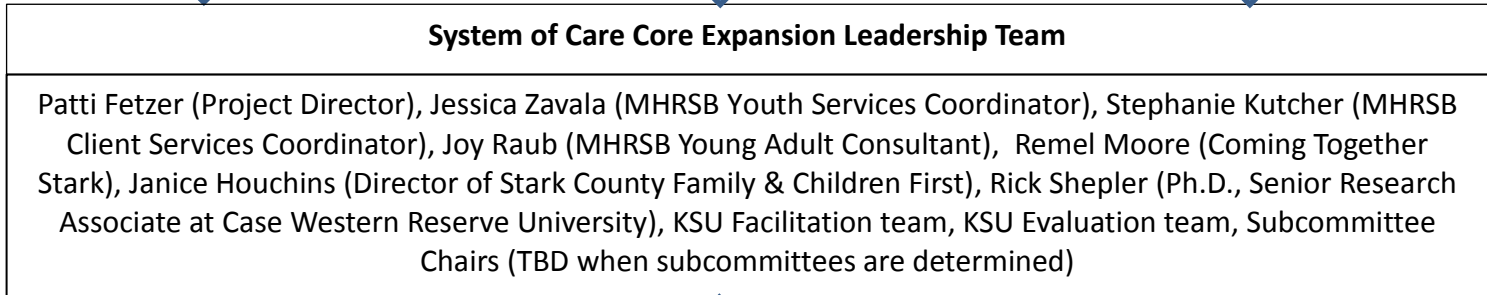 System of Care Core Expansion Leadership Team
Patti Fetzer (Project Director), Jessica Zavala (MHRSB Youth Services Coordinator), Stephanie Kutcher (MHRSB
Client Services Coordinator), Joy Raub (MHRSB Young Adult Consultant),  Remel Moore (Coming Together
Stark), Janice Houchins (Director of Stark County Family & Children First), Rick Shepler (Ph.D., Senior Research
Associate at Case Western Reserve University), KSU Facilitation team, KSU Evaluation team, Subcommittee
Chairs (TBD when subcommittees are determined)